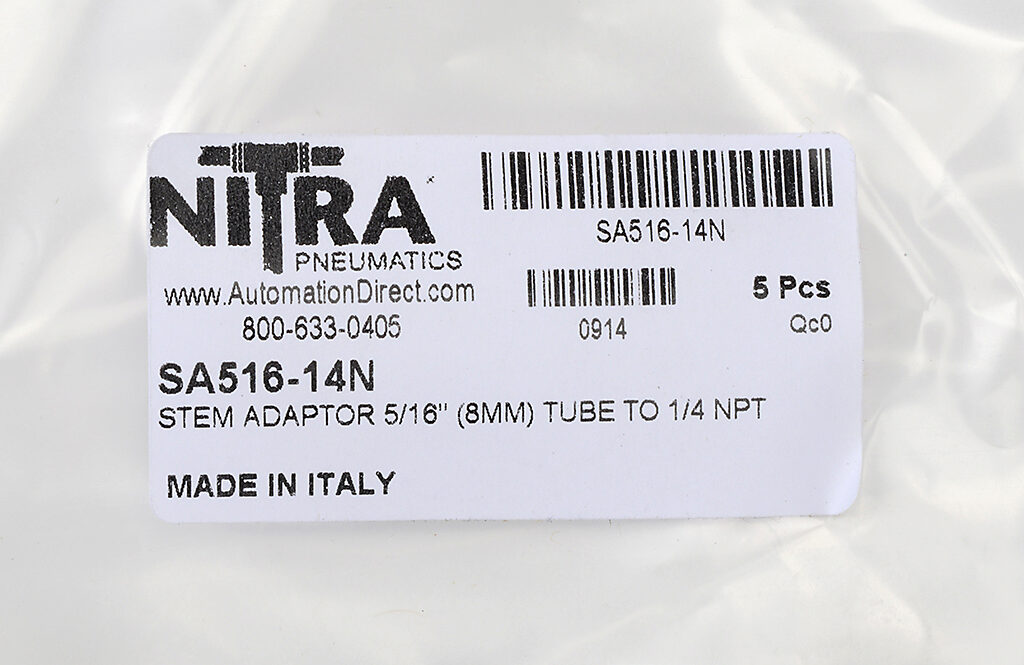 NITRA
PNEUMATICS
www.AutomationDirect.com
800-633-0405
SA516-14N
0914
5 Pcs
Qc0
SA516-14N
STEM ADAPTOR 5/16" (8MM) TUBE TO 1/4 NPT
MADE IN ITALY